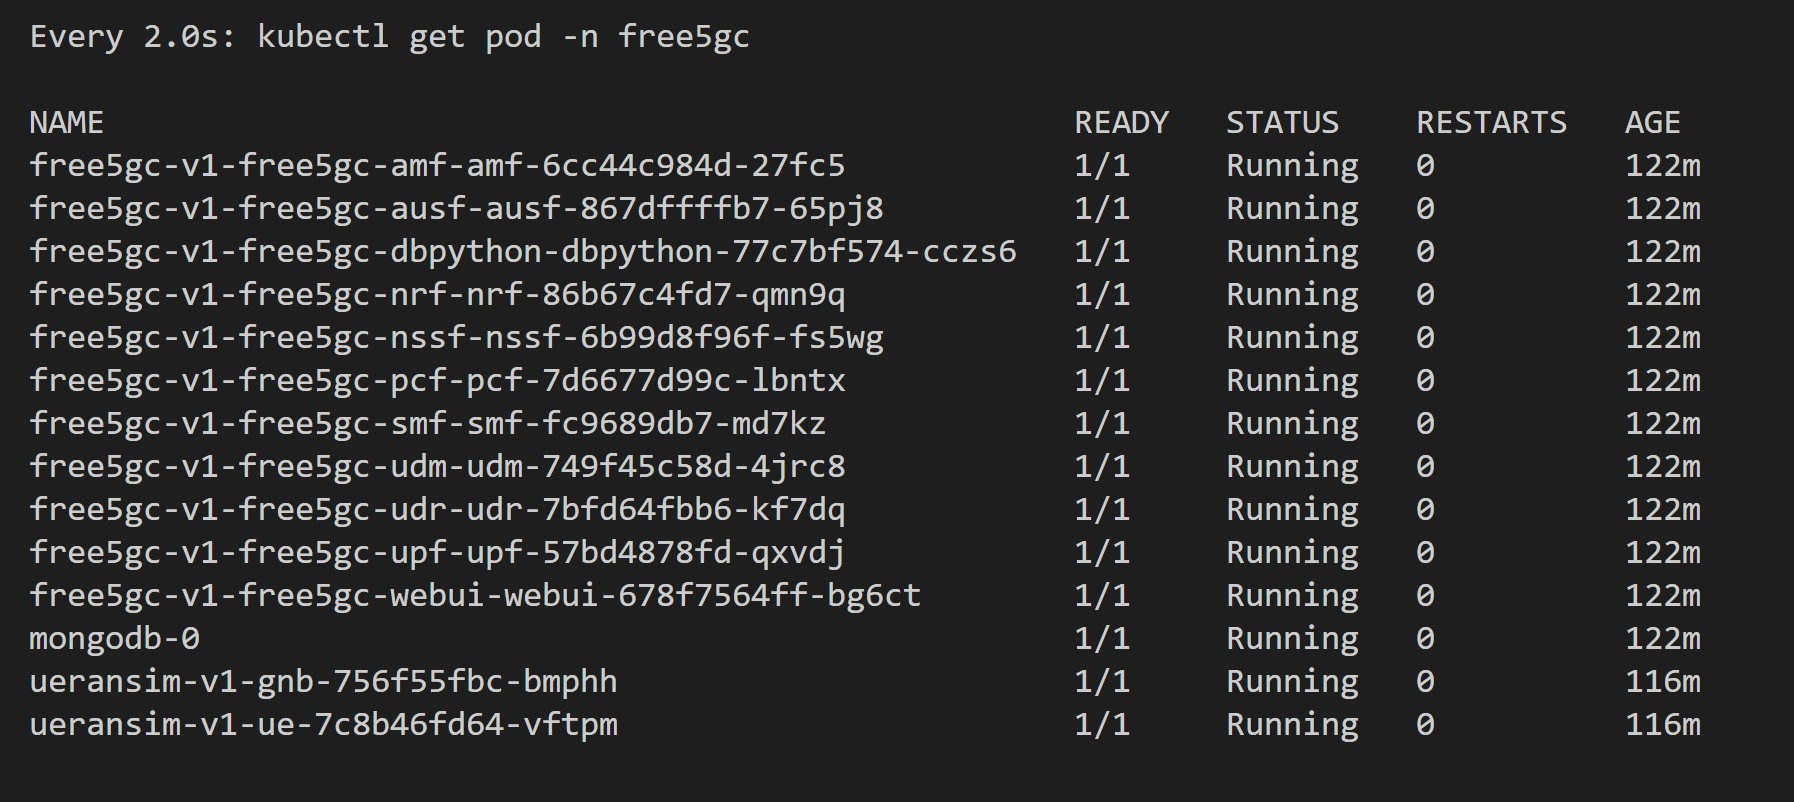 Every 2.0s: kubectl get pod -n free5gc
NAME READY STATUS RESTARTS AGE
free5gc-v1-free5gc-amf-amf-6cc44c984d-27fc5 1/1 Running 0 122m
free5gc-v1-free5gc-ausf-ausf-867dffffb7-65pj8 1/1 Running 0 122m
free5gc-v1-free5gc-dbpython-dbpython-77c7bf574-cczs6 1/1 Running 0 122m
free5gc-v1-free5gc-nrf-nrf-86b67c4fd7-qmn9q 1/1 Running 0 122m
free5gc-v1-free5gc-nssf-nssf-6b99d8f96f-fs5wg 1/1 Running 0 122m
free5gc-v1-free5gc-pcf-pcf-7d6677d99c-lbntx 1/1 Running 0 122m
free5gc-v1-free5gc-smf-smf-fc9689db7-md7kz 1/1 Running 0 122m
free5gc-v1-free5gc-udm-udm-749f45c58d-4jrc8 1/1 Running 0 122m
free5gc-v1-free5gc-udr-udr-7bfd64fbb6-kf7dq 1/1 Running 0 122m
free5gc-v1-free5gc-upf-upf-57bd4878fd-qxvdj 1/1 Running 0 122m
free5gc-v1-free5gc-webui-webui-678f7564ff-bg6ct 1/1 Running 0 122m
mongodb-0 1/1 Running 0 122m
ueransim-v1-gnb-756f55fbc-bmphh 1/1 Running 0 116m
ueransim-v1-ue-7c8b46fd64-vftpm 1/1 Running 0 116m